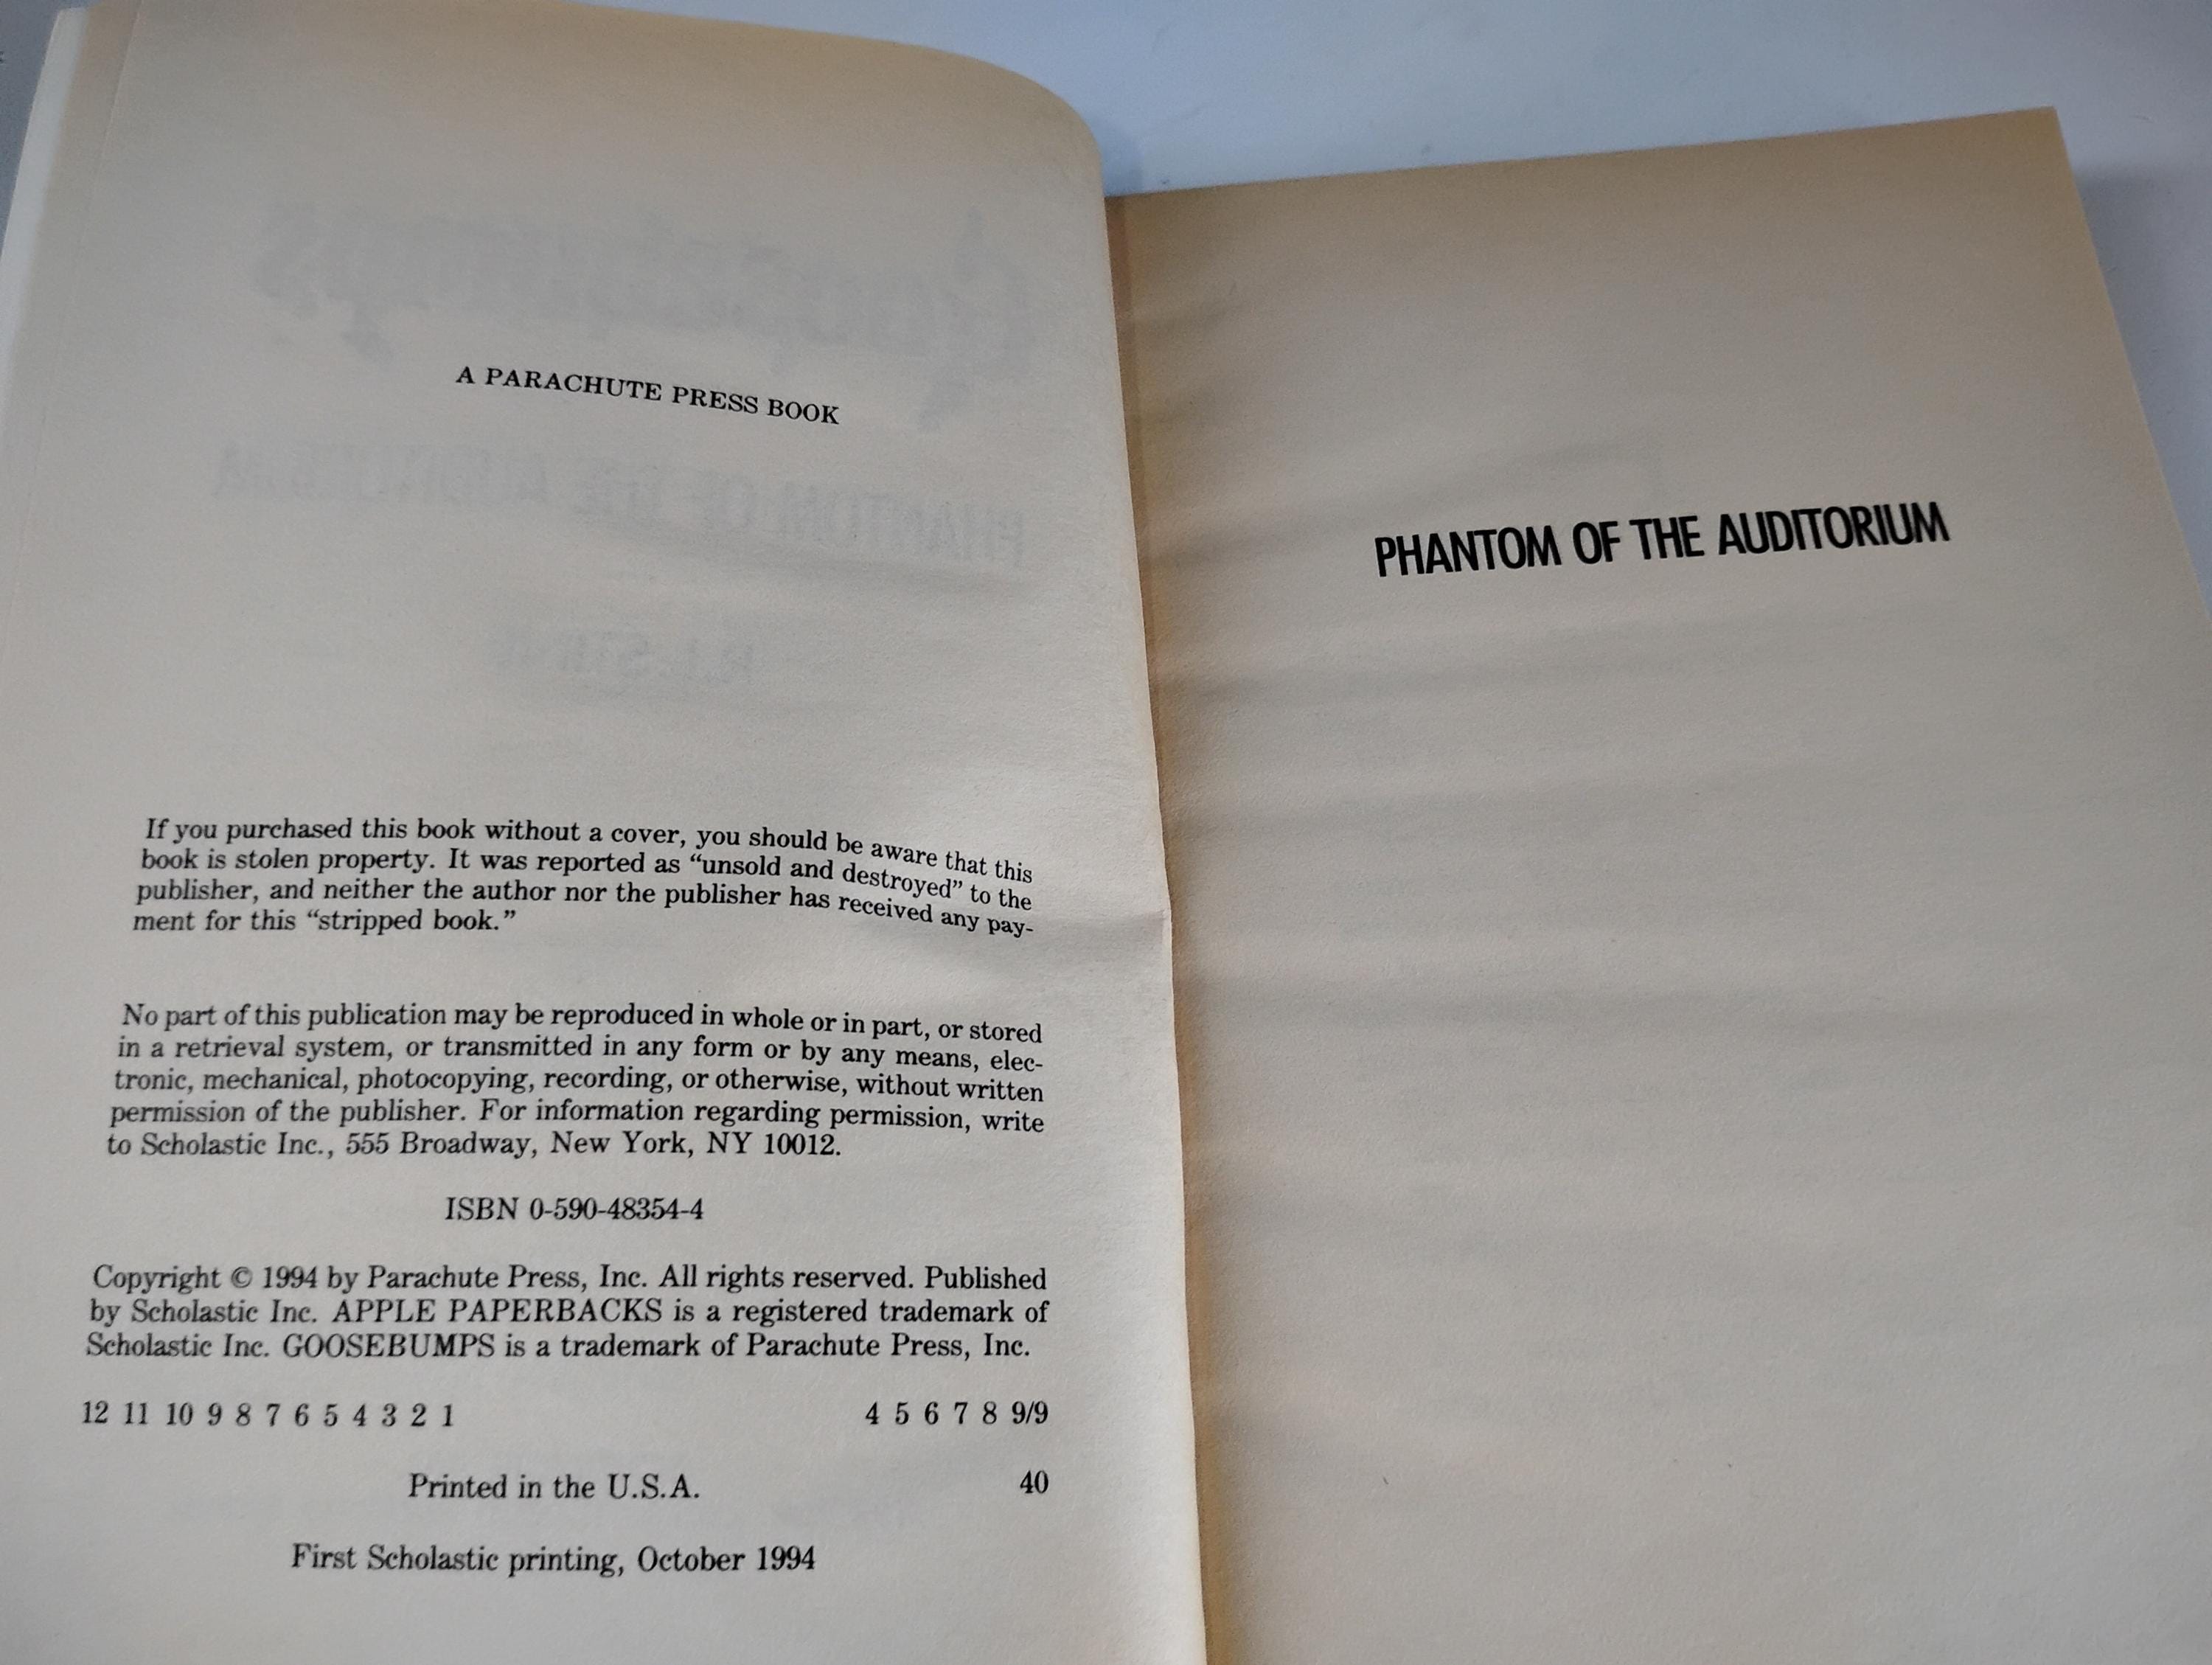 A PARACHUTE PRESS BOOK
If you purchased this book without a cover, you should be aware that this
book is stolen property. It was reported as “unsold and destroyed” to the
publisher, and neither the author nor the publisher has received any pay-
ment for this “stripped book.”
No part of this publication may be reproduced in whole or in part, or stored
in a retrieval system, or transmitted in any form or by any means, elec-
tronic, mechanical, photocopying, recording, or otherwise, without written
permission of the publisher. For information regarding permission, write
to Scholastic Inc., 555 Broadway, New York, NY 10012.
ISBN 0-590-48354-4
Copyright © 1994 by Parachute Press, Inc. All rights reserved. Published
by Scholastic Inc. APPLE PAPERBACKS is a registered trademark of
Scholastic Inc. GOOSEBUMPS is a trademark of Parachute Press, Inc.
12 11 10 9 8 7 6 5 4 3 2 1 4 5 6 7 8 9/9
Printed in the U.S.A. 40
First Scholastic printing, October 1994
PHANTOM OF THE AUDITORIUM